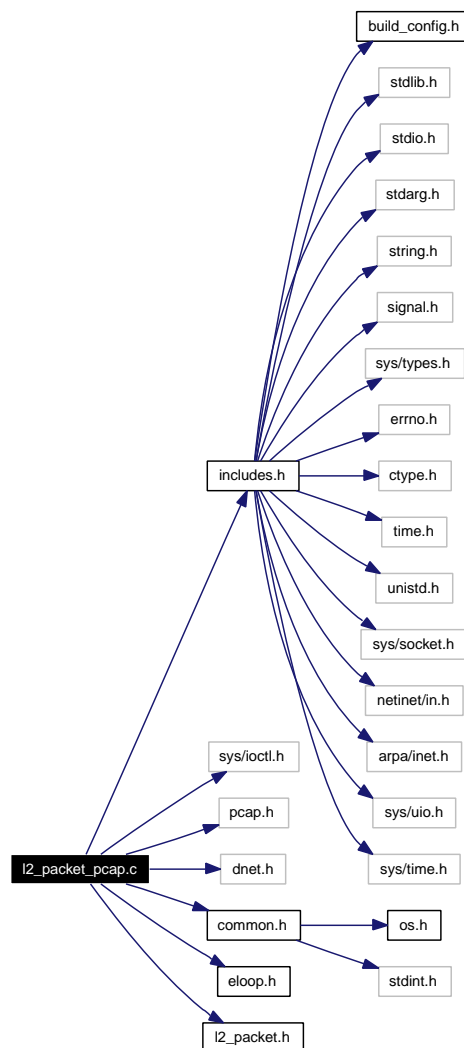 build_config.h
stdlib.h
stdio.h
stdarg.h
string.h
signal.h
sys/types.h
errno.h
includes.h
ctype.h
time.h
unistd.h
sys/socket.h
netinet/in.h
sys/ioctl.h
arpa/inet.h
pcap.h
sys/uio.h
l2_packet_pcap.c
dnet.h
sys/time.h
common.h
os.h
eloop.h
stdint.h
l2_packet.h